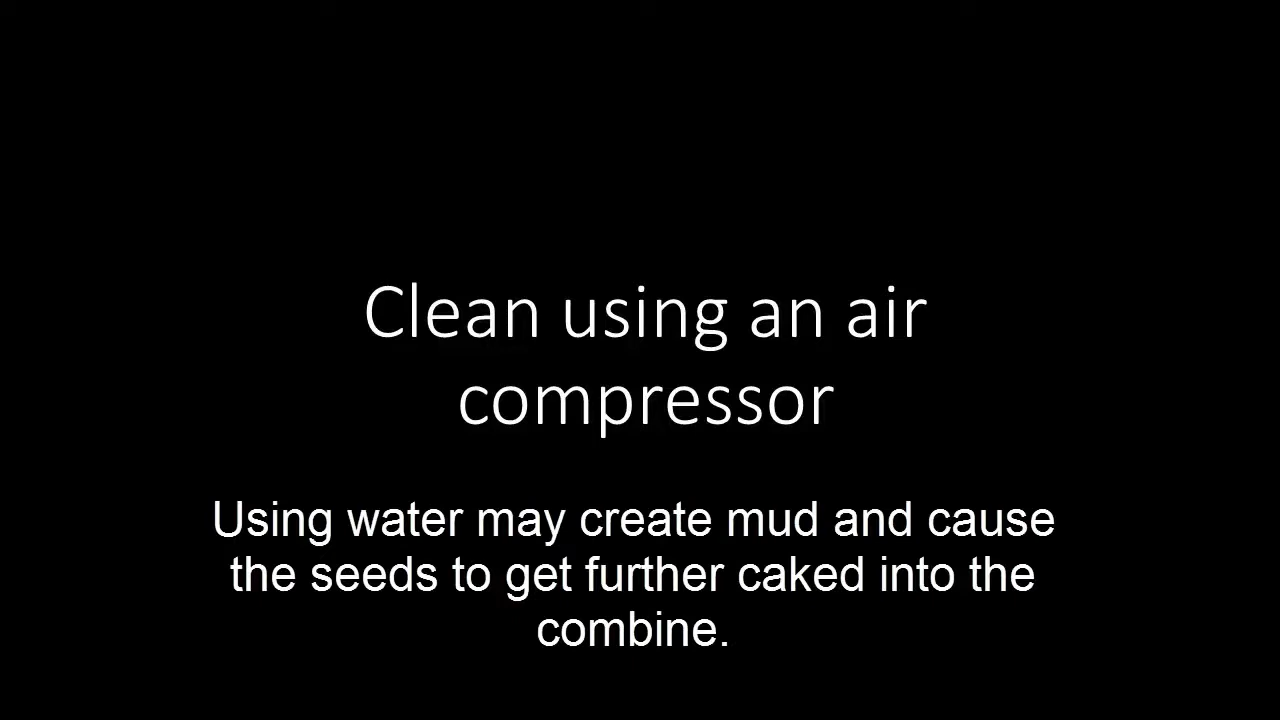 Clean using an air
compressor
Using water may create mud and cause
the seeds to get further caked into the
combine.